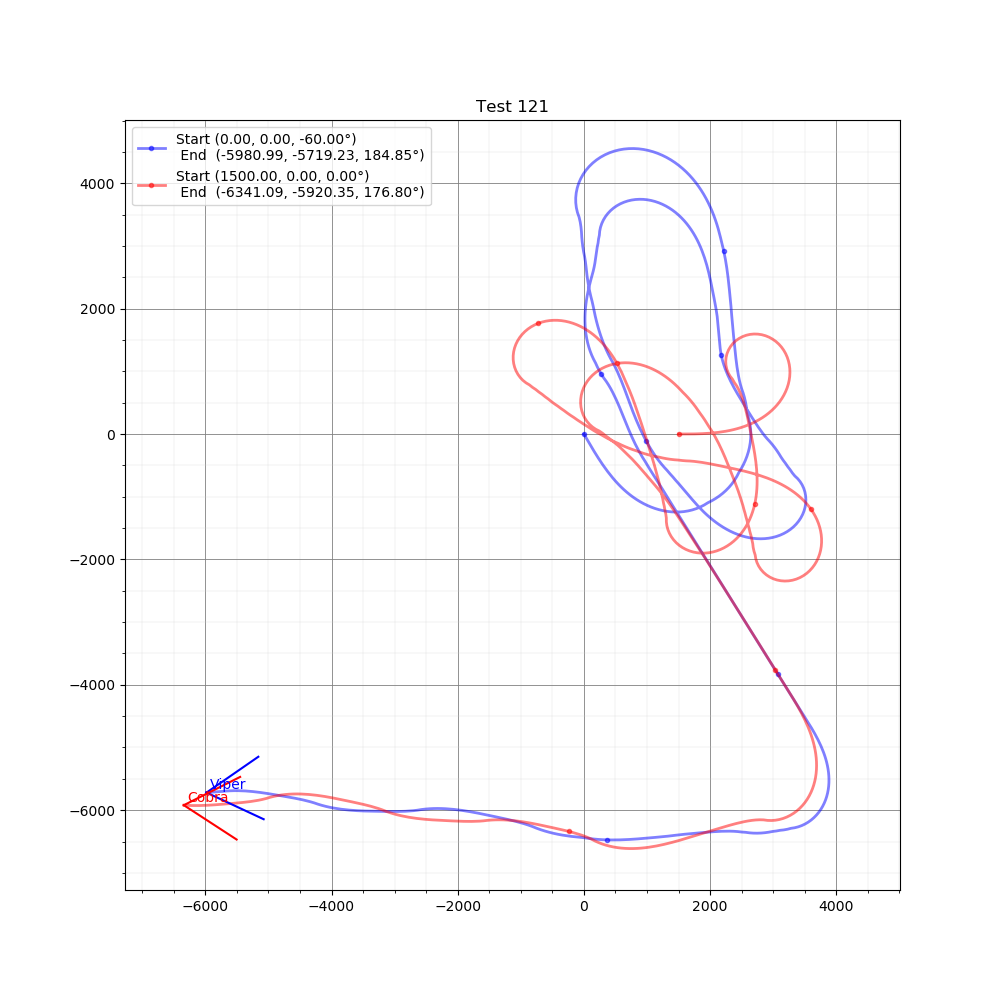 Test 121
Start (0.00, 0.00, -60.00°)
End (-5980.99, -5719.23, 184.85°)
Start (1500.00, 0.00, 0.00°)
End (-6341.09, -5920.35, 176.80°)
4000
2000
0
−2000
−4000
−6000
Viper
Cobra
−6000 −4000 −2000 0 2000 4000